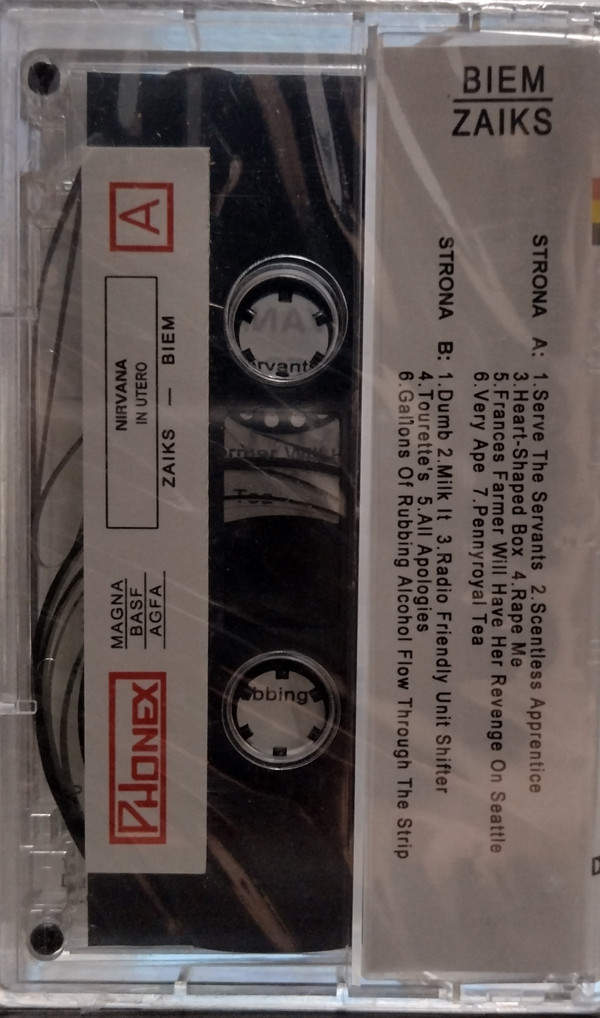 BIEM
ZAIKS
STRONA A: 1.Serve The Servants 2.Scentless Apprentice
3.Heart-Shaped Box 4.Rape Me
5.Frances Farmer Will Have Her Revenge On Seattle
6.Very Ape 7.Pennyroyal Tea
STRONA B: 1.Dumb 2.Milk It 3.Radio Friendly Unit Shifter
4.Tourette's 5.All Apologies
6.Gallons Of Rubbing Alcohol Flow Through The Strip
A
NIRVANA
IN UTERO
ZAIKS — BIEM
MAGNA
BASF
AGFA
PHONEX
rvant
Tea
bbing